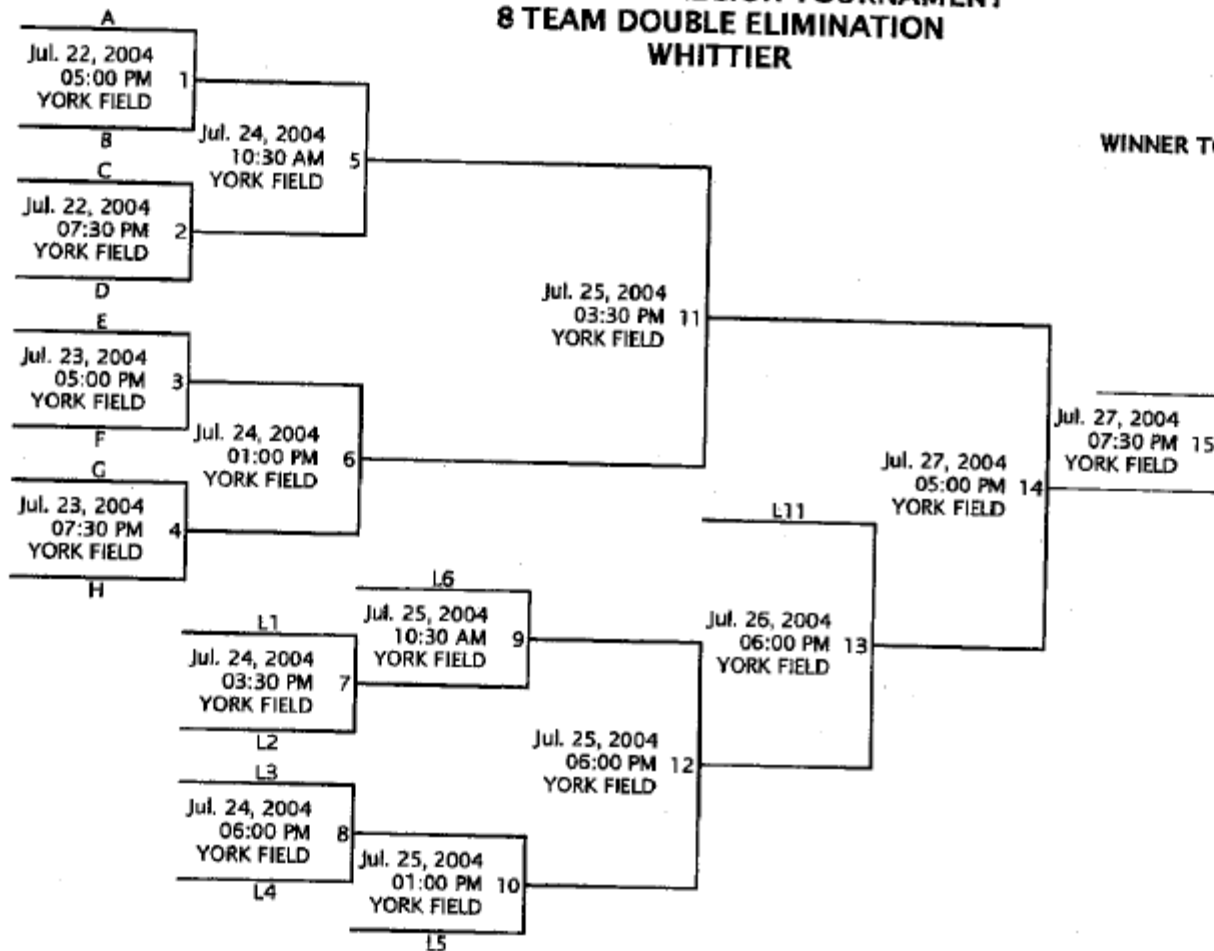 8 TEAM DOUBLE ELIMINATION
WHITTIER
WINNER
A
Jul. 22, 2004
05:00 PM 1
YORK FIELD
B
Jul. 24, 2004
10:30 AM 5
YORK FIELD
C
Jul. 22, 2004
07:30 PM 2
YORK FIELD
D
Jul. 25, 2004
03:30 PM 11
YORK FIELD
E
Jul. 23, 2004
05:00 PM 3
YORK FIELD
F
Jul. 24, 2004
01:00 PM 6
YORK FIELD
G
Jul. 23, 2004
07:30 PM 4
YORK FIELD
H
Jul. 27, 2004
07:30 PM 15
YORK FIELD
Jul. 27, 2004
05:00 PM 14
YORK FIELD
L11
L6
Jul. 25, 2004
10:30 AM 9
YORK FIELD
L1
Jul. 24, 2004
03:30 PM 7
YORK FIELD
L2
Jul. 26, 2004
06:00 PM 13
YORK FIELD
Jul. 25, 2004
06:00 PM 12
YORK FIELD
L3
Jul. 24, 2004
06:00 PM 8
YORK FIELD
L4
Jul. 25, 2004
01:00 PM 10
YORK FIELD
L5